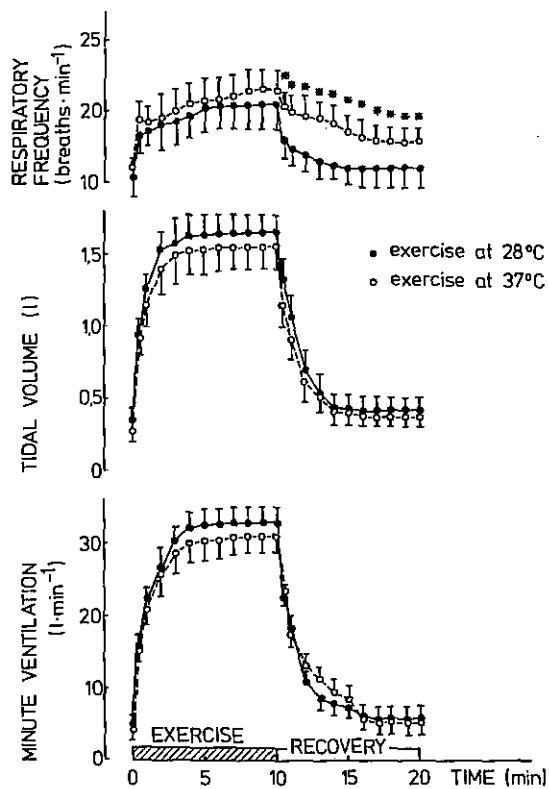 RESPIRATORY
FREQUENCY
(breaths·min⁻¹)
25
20
10
TIDAL VOLUME (l)
1,5
1,0
0,5
0
• exercise at 28°C
○ exercise at 37°C
MINUTE VENTILATION
(l·min⁻¹)
30
20
10
5
0
EXERCISE
RECOVERY
0 5 10 15 20 TIME (min)